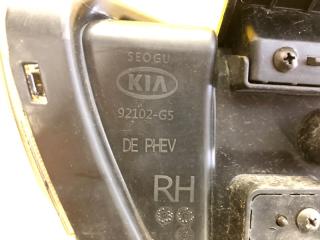 SEOGU
KIA
92102-G5
DE PHEV
RH